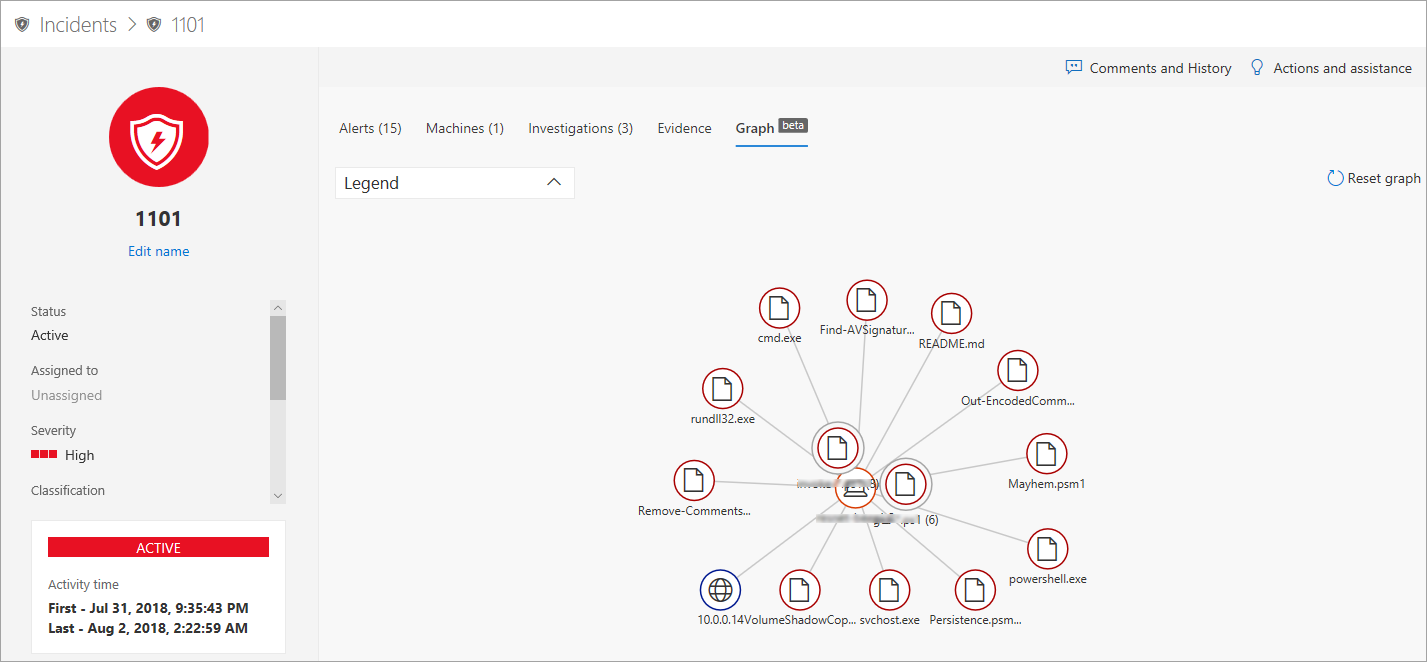 Incidents > 1101
Comments and History
Actions and assistance
1101
Edit name
Status
Active
Assigned to
Unassigned
Severity
High
Classification
ACTIVE
Activity time
First - Jul 31, 2018, 9:35:43 PM
Last - Aug 2, 2018, 2:22:59 AM
Alerts (15)
Machines (1)
Investigations (3)
Evidence
Graph beta
Legend
Reset graph
cmd.exe
Find-AVSignatur...
README.md
Out-EncodedComm...
rundll32.exe
Mayhem.psm1
Remove-Comments...
(6)
powershell.exe
10.0.0.14
VolumeShadowCop...
svchost.exe
Persistence.psm...